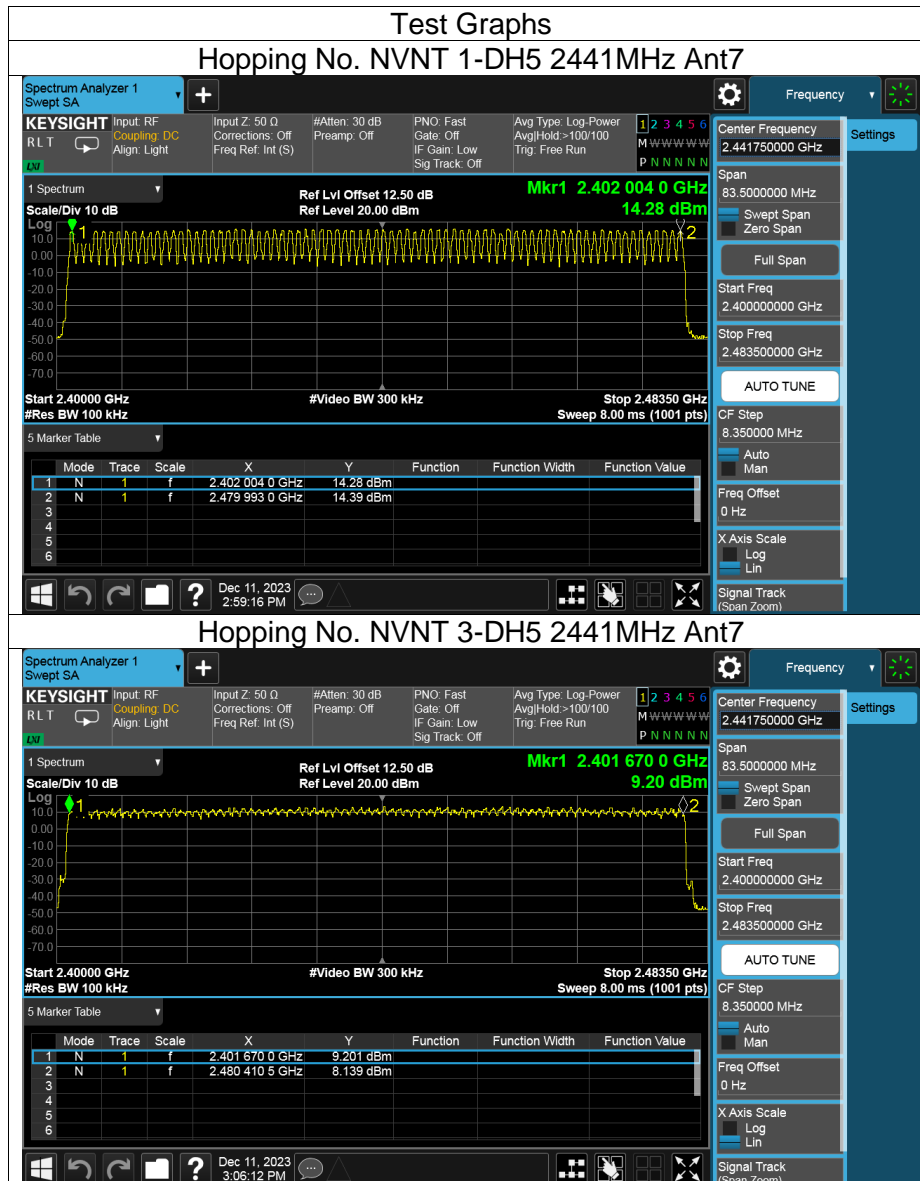 Test Graphs
Hopping No. NVNT 1-DH5 2441MHz Ant7
Spectrum Analyzer 1
Swept SA
+
Frequency
KEYSIGHT Input: RF Input Z: 50 Ω #Atten: 30 dB PNO: Fast Avg Type: Log-Power 1 2 3 4 5 6
RLT Coupling: DC Corrections: Off Preamp: Off Gate: Off Avg|Hold:>100/100 M W W W W W
Align: Light Freq Ref: Int (S) IF Gain: Low Trig: Free Run
Sig Track: Off P N N N N N
LXI
Center Frequency
2.441750000 GHz
Settings
Span
83.5000000 MHz
Swept Span
Zero Span
Full Span
Start Freq
2.400000000 GHz
Stop Freq
2.483500000 GHz
AUTO TUNE
CF Step
8.350000 MHz
Auto
Man
Freq Offset
0 Hz
X Axis Scale
Log
Lin
Signal Track
(Span Zoom)
1 Spectrum
Ref Lvl Offset 12.50 dB Mkr1 2.402 004 0 GHz
Scale/Div 10 dB Ref Level 20.00 dBm 14.28 dBm
Log
1
2
10.0
0.00
-10.0
-20.0
-30.0
-40.0
-50.0
-60.0
-70.0
Start 2.40000 GHz #Video BW 300 kHz Stop 2.48350 GHz
#Res BW 100 kHz Sweep 8.00 ms (1001 pts)
5 Marker Table
Mode Trace Scale X Y Function Function Width Function Value
1 N 1 f 2.402 004 0 GHz 14.28 dBm
2 N 1 f 2.479 993 0 GHz 14.39 dBm
3
4
5
6
? Dec 11, 2023
2:59:16 PM
Hopping No. NVNT 3-DH5 2441MHz Ant7
Spectrum Analyzer 1
Swept SA
+
Frequency
KEYSIGHT Input: RF Input Z: 50 Ω #Atten: 30 dB PNO: Fast Avg Type: Log-Power 1 2 3 4 5 6
RLT Coupling: DC Corrections: Off Preamp: Off Gate: Off Avg|Hold:>100/100 M W W W W W
Align: Light Freq Ref: Int (S) IF Gain: Low Trig: Free Run
Sig Track: Off P N N N N N
LXI
Center Frequency
2.441750000 GHz
Settings
Span
83.5000000 MHz
Swept Span
Zero Span
Full Span
Start Freq
2.400000000 GHz
Stop Freq
2.483500000 GHz
AUTO TUNE
CF Step
8.350000 MHz
Auto
Man
Freq Offset
0 Hz
X Axis Scale
Log
Lin
Signal Track
(Span Zoom)
1 Spectrum
Ref Lvl Offset 12.50 dB Mkr1 2.401 670 0 GHz
Scale/Div 10 dB Ref Level 20.00 dBm 9.20 dBm
Log
1
2
10.0
0.00
-10.0
-20.0
-30.0
-40.0
-50.0
-60.0
-70.0
Start 2.40000 GHz #Video BW 300 kHz Stop 2.48350 GHz
#Res BW 100 kHz Sweep 8.00 ms (1001 pts)
5 Marker Table
Mode Trace Scale X Y Function Function Width Function Value
1 N 1 f 2.401 670 0 GHz 9.201 dBm
2 N 1 f 2.480 410 5 GHz 8.139 dBm
3
4
5
6
? Dec 11, 2023
3:06:12 PM